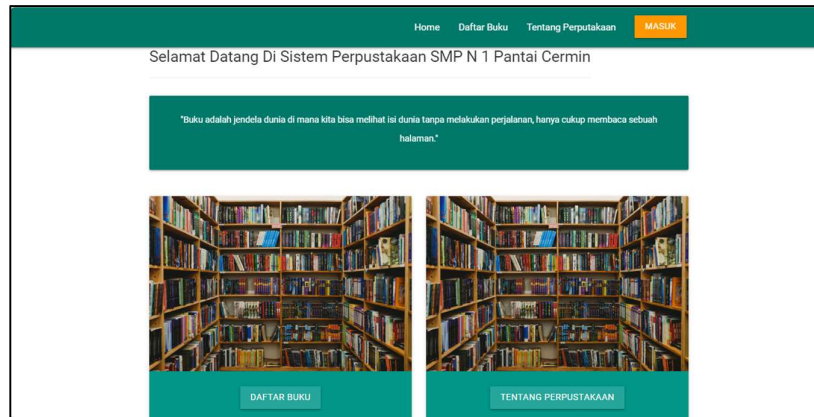 Home Daftar Buku Tentang Perputakaan MASUK
Selamat Datang Di Sistem Perpustakaan SMP N 1 Pantai Cermin
"Buku adalah jendela dunia di mana kita bisa melihat isi dunia tanpa melakukan perjalanan, hanya cukup membaca sebuah
halaman."
DAFTAR BUKU
TENTANG PERPUSTAKAAN